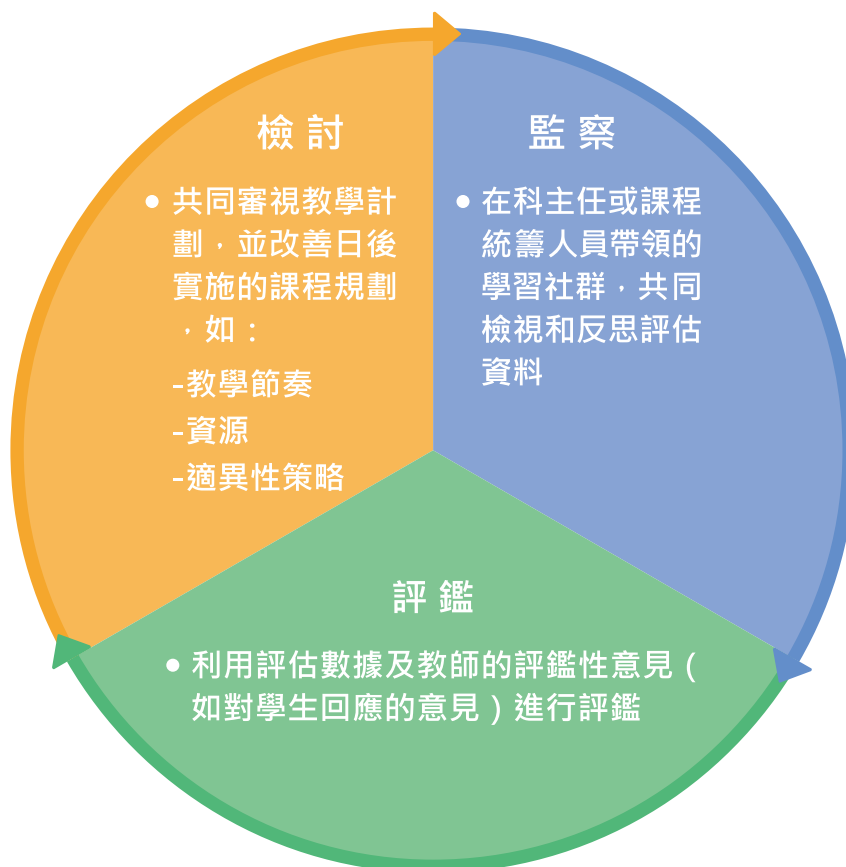 檢討
共同審視教學計
劃，並改善日後
實施的課程規劃
，如：
-教學節奏
-資源
-適異性策略
監察
在科主任或課程
統籌人員帶領的
學習社群，共同
檢視和反思評估
資料
評鑑
利用評估數據及教師的評鑑性意見（
如對學生回應的意見）進行評鑑